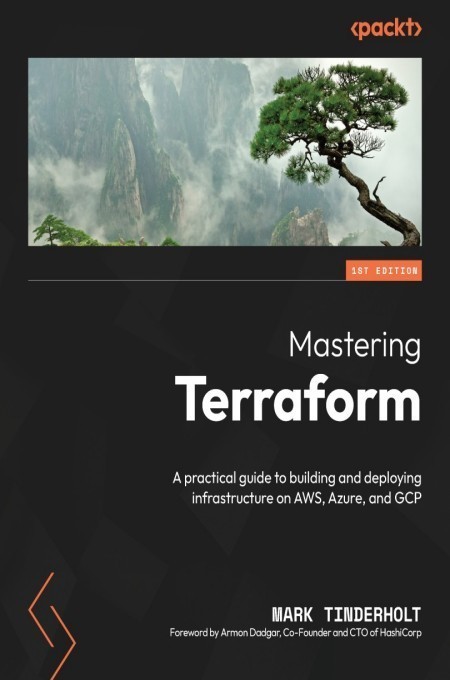 <packt>
1ST EDITION
Mastering
Terraform
A practical guide to building and deploying
infrastructure on AWS, Azure, and GCP
MARK TINDERHOLT
Foreword by Armon Dadgar, Co-Founder and CTO of HashiCorp